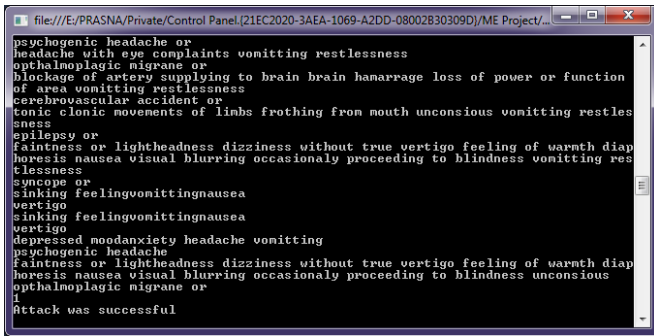 file:///E:/PRASNA/Private/Control Panel.{21EC2020-3AEA-1069-A2DD-08002B30309D}/ME Project/...
psychogenic headache or
headache with eye complaints vomitting restlessness
opthalmoplagic migrane or
blockage of artery supplying to brain brain hamarrage loss of power or function
of area vomitting restlessness
cerebrovascular accident or
tonic clonic movements of limbs frothing from mouth unconsious vomitting restles
sness
epilepsy or
faintness or lightheadness dizziness without true vertigo feeling of warmth diap
horesis nausea visual blurring occasionaly proceeding to blindness vomitting res
tlessness
syncope or
sinking feelingvomittingnausea
vertigo
sinking feelingvomittingnausea
vertigo
depressed moodanxiety headache vomitting
psychogenic headache
faintness or lightheadness dizziness without true vertigo feeling of warmth diap
horesis nausea visual blurring occasionaly proceeding to blindness unconsious
opthalmoplagic migrane or
1
Attack was successful